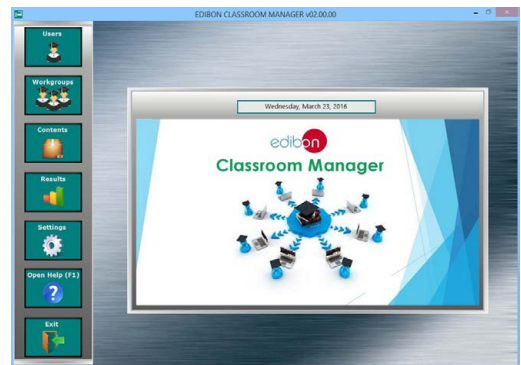 EDIBON CLASSROOM MANAGER v02.00.00
Users
Workgroups
Contents
Results
Settings
Open Help (F1)
?
Exit
Wednesday, March 23, 2016
edibon
Classroom Manager